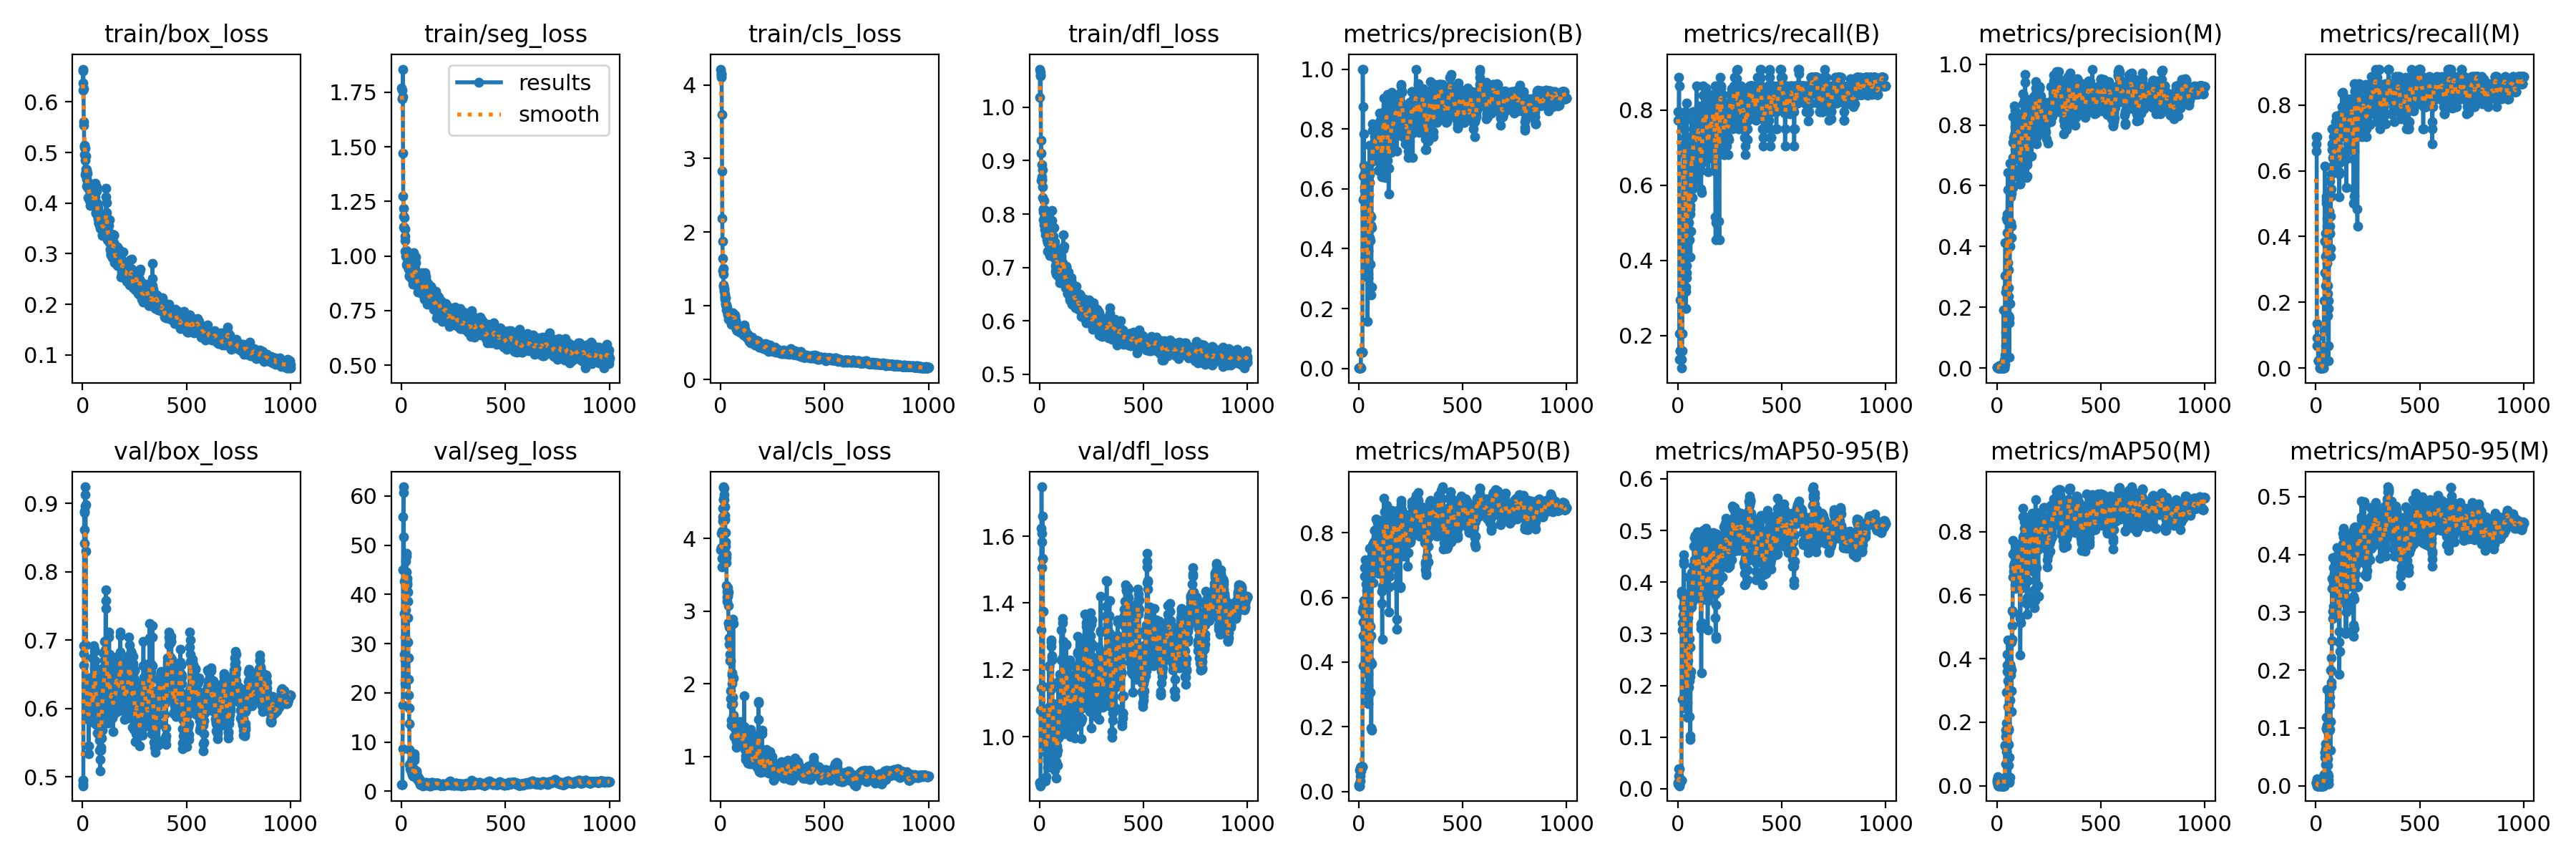 train/box_loss
train/seg_loss
train/cls_loss
train/dfl_loss
metrics/precision(B)
metrics/recall(B)
metrics/precision(M)
metrics/recall(M)
0.6
0.5
0.4
0.3
0.2
0.1
0 500 1000
results
smooth
1.75
1.50
1.25
1.00
0.75
0.50
0 500 1000
4
3
2
1
0
0 500 1000
1.0
0.9
0.8
0.7
0.6
0.5
0 500 1000
1.0
0.8
0.6
0.4
0.2
0.0
0 500 1000
0.8
0.6
0.4
0.2
0 500 1000
1.0
0.8
0.6
0.4
0.2
0.0
0 500 1000
0.8
0.6
0.4
0.2
0.0
0 500 1000
val/box_loss
val/seg_loss
val/cls_loss
val/dfl_loss
metrics/mAP50(B)
metrics/mAP50-95(B)
metrics/mAP50(M)
metrics/mAP50-95(M)
0.9
0.8
0.7
0.6
0.5
0 500 1000
60
50
40
30
20
10
0
0 500 1000
4
3
2
1
0 500 1000
1.6
1.4
1.2
1.0
0 500 1000
0.8
0.6
0.4
0.2
0.0
0 500 1000
0.6
0.5
0.4
0.3
0.2
0.1
0.0
0 500 1000
0.8
0.6
0.4
0.2
0.0
0 500 1000
0.5
0.4
0.3
0.2
0.1
0.0
0 500 1000